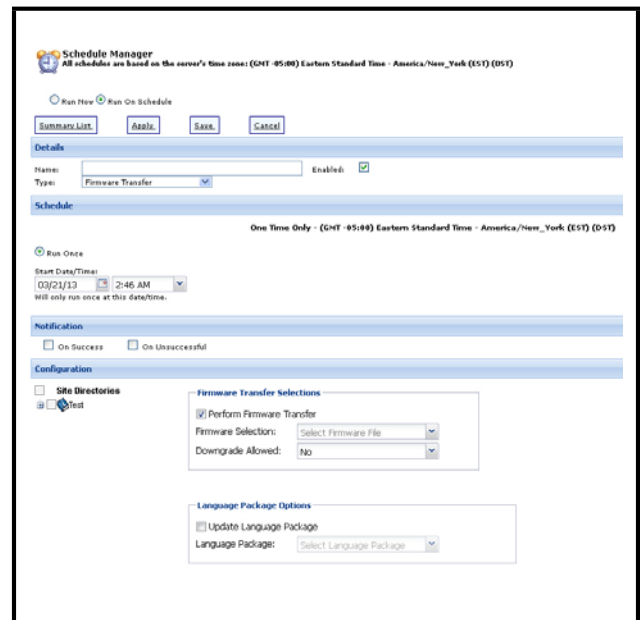 Schedule Manager
All schedules are based on the server's time zone: (GMT -05:00) Eastern Standard Time - America/New_York (EST) (DST)
Run Now Run On Schedule
Summary List Apply Save Cancel
Details
Name: Enabled:
Type: Firmware Transfer
Schedule
One Time Only - (GMT -05:00) Eastern Standard Time - America/New_York (EST) (DST)
Run Once
Start Date/Time:
03/21/13 2:46 AM
Will only run once at this date/time.
Notification
On Success On Unsuccessful
Configuration
Site Directories
Test
Firmware Transfer Selections
Perform Firmware Transfer
Firmware Selection: Select Firmware File
Downgrade Allowed: No
Language Package Options
Update Language Package
Language Package: Select Language Package